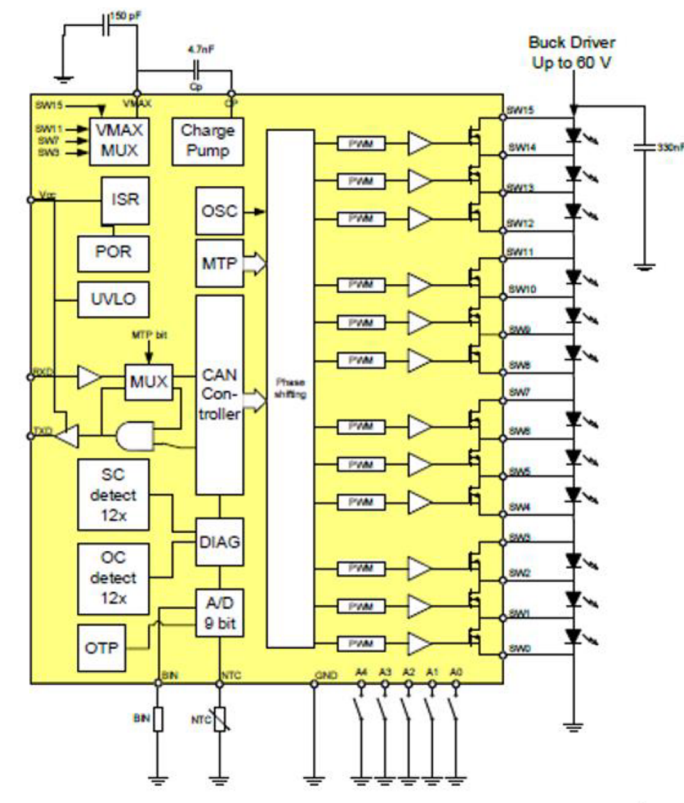 150 pF
4.7nF
Cp
Buck Driver
Up to 60 V
SW15
VMAX
CP
SW15
SW11
SW7
SW3
VMAX
MUX
Charge
Pump
PWM
SW14
330nF
PWM
SW13
Vcc
ISR
OSC
PWM
SW12
POR
MTP
SW11
UVLO
PWM
SW10
PWM
SW9
MTP bit
PWM
SW8
RXD
MUX
CAN
Con-
troller
Phase
shifting
SW7
TXD
PWM
SW6
SC
detect
12x
PWM
SW5
PWM
SW4
DIAG
SW3
OC
detect
12x
PWM
SW2
A/D
9 bit
PWM
SW1
OTP
PWM
SW0
BIN
NTC
GND
A4
A3
A2
A1
A0
BIN
NTC